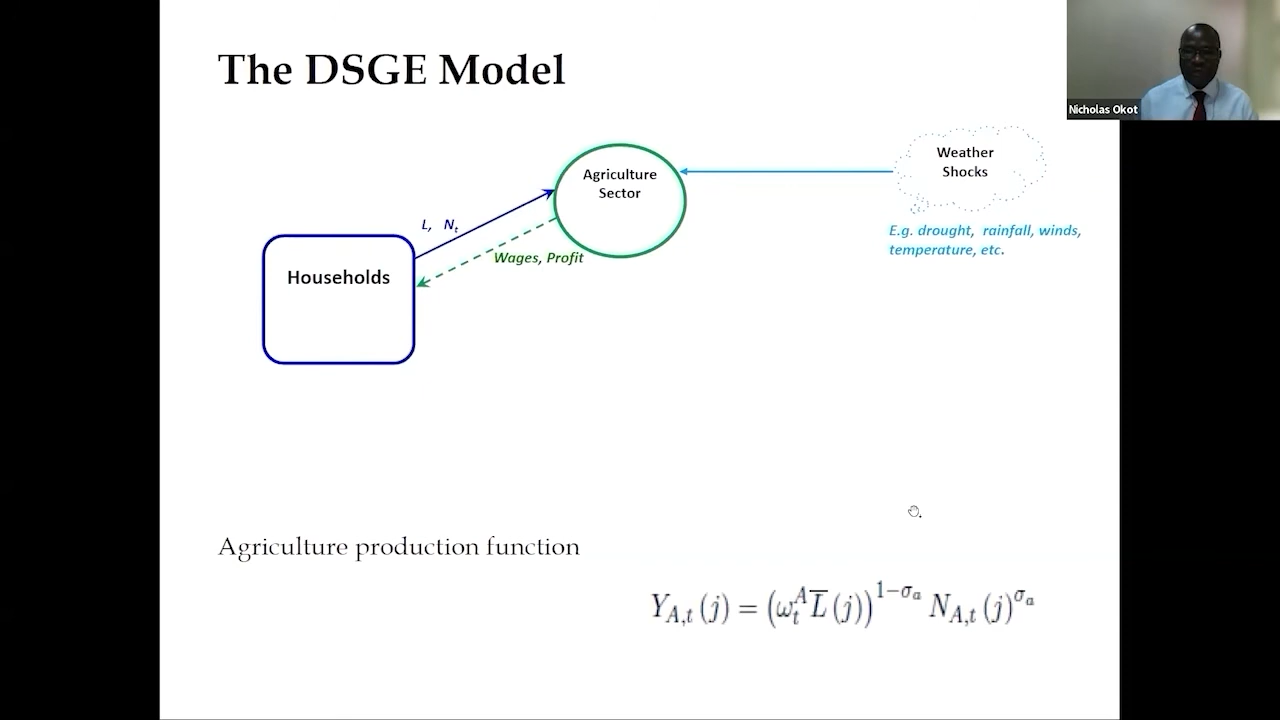 The DSGE Model
Nicholas Okot
Weather
Shocks
Agriculture
Sector
L, Nₜ
E.g. drought, rainfall, winds,
temperature, etc.
Wages, Profit
Households
Agriculture production function
Y_{A,t}(j) = (ω_t^A L̅(j))^{1−σ_a} N_{A,t}(j)^{σ_a}